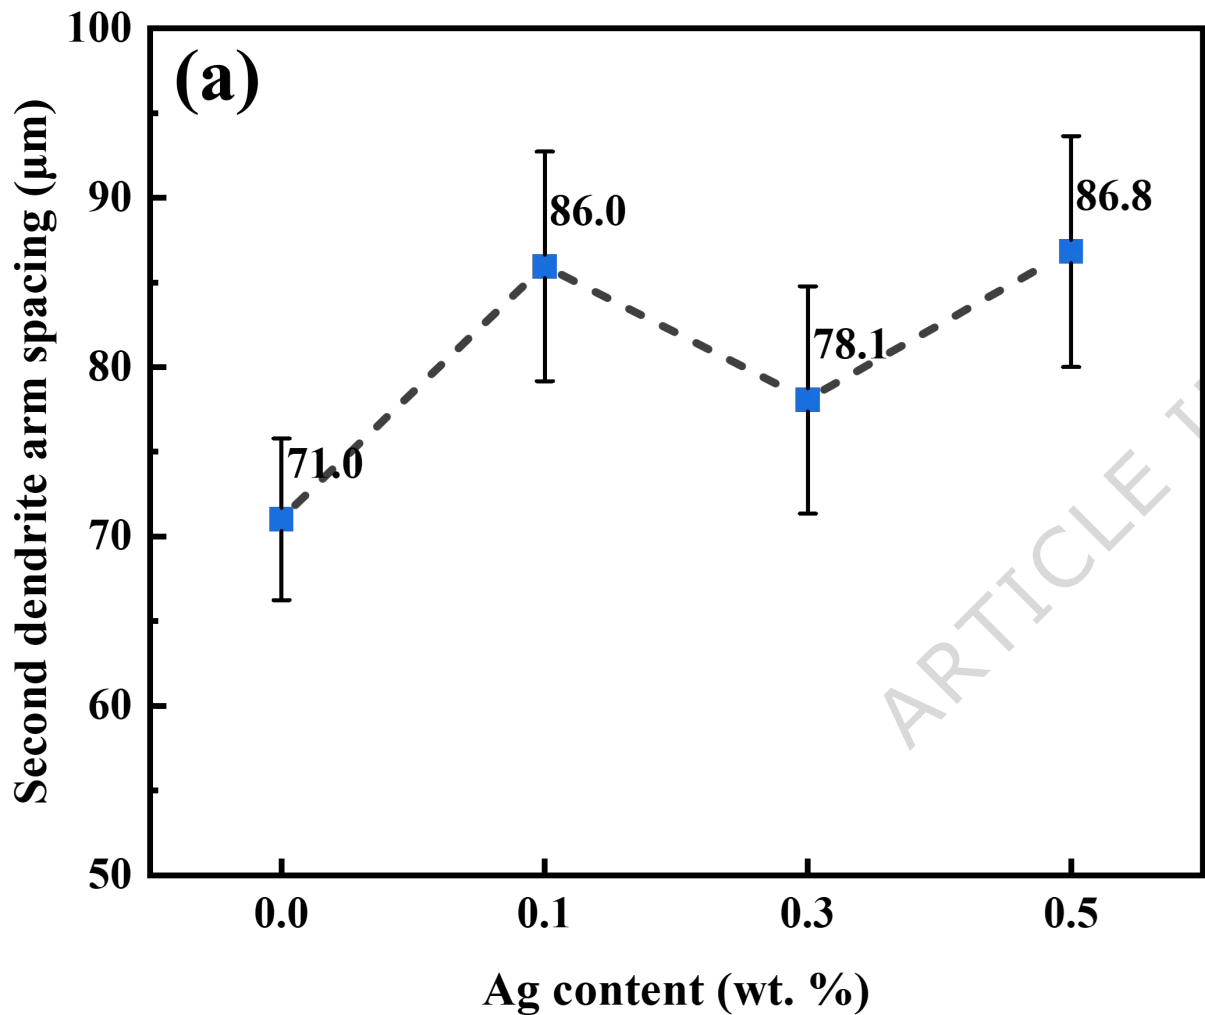 (a)
Second dendrite arm spacing (μm)
100
90
80
70
60
50
71.0
86.0
78.1
86.8
0.0 0.1 0.3 0.5
Ag content (wt. %)
ARTICLE